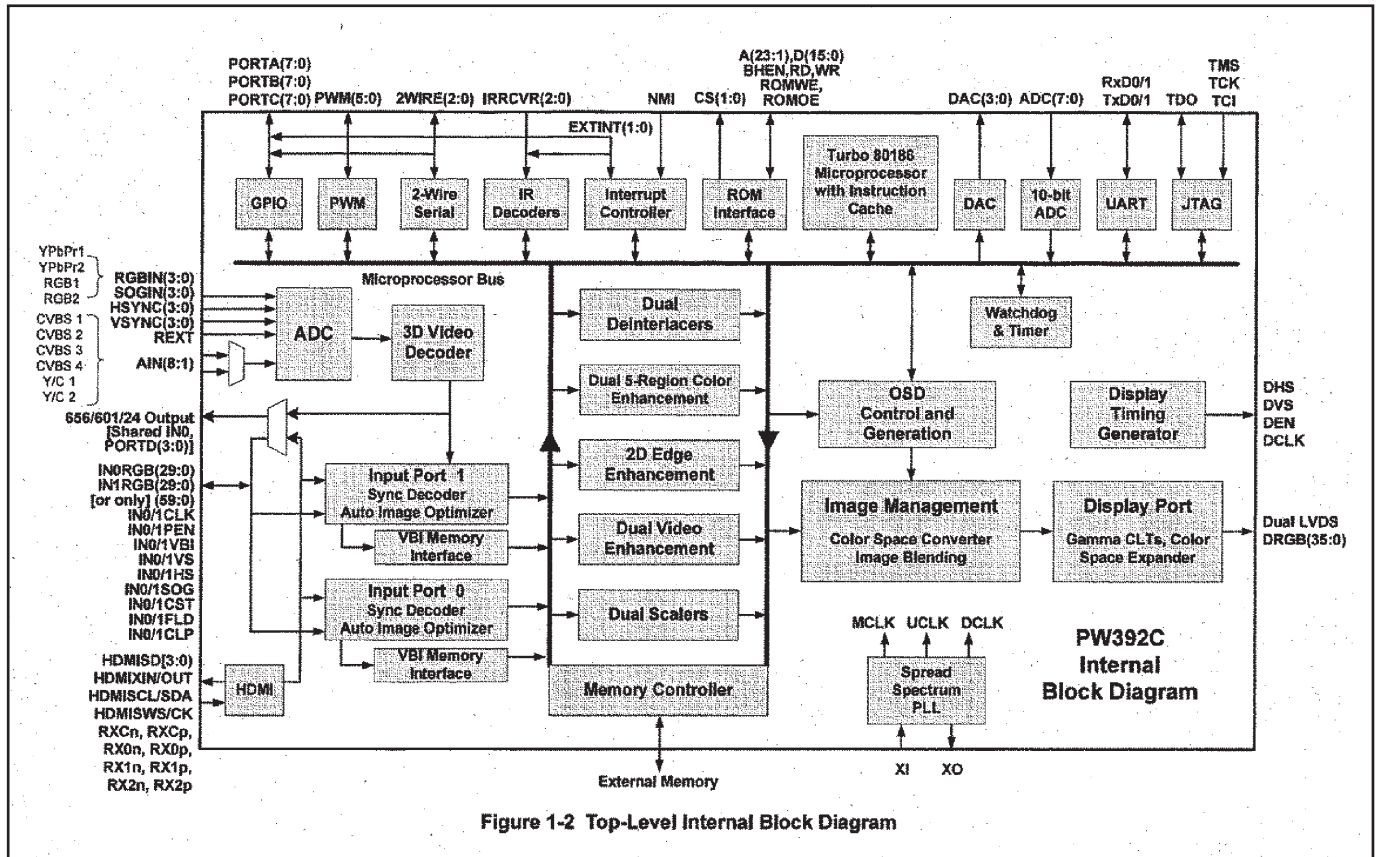 PORTA(7:0)
PORTB(7:0)
PORTC(7:0)
PWM(5:0)
2WIRE(2:0)
IRRCVR(2:0)
NMI
CS(1:0)
A(23:1),D(15:0)
BHEN,RD,WR
ROMWE,
ROMOE
DAC(3:0)
ADC(7:0)
RxD0/1
TxD0/1
TDO
TMS
TCK
TCI
EXTINT(1:0)
GPIO
PWM
2-Wire
Serial
IR
Decoders
Interrupt
Controller
ROM
Interface
Turbo 80186
Microprocessor
with Instruction
Cache
DAC
10-bit
ADC
UART
JTAG
Microprocessor Bus
YPbPr1
YPbPr2
RGB1
RGB2
RGBIN(3:0)
SOGIN(3:0)
HSYNC(3:0)
VSYNC(3:0)
REXT
CVBS 1
CVBS 2
CVBS 3
CVBS 4
Y/C 1
Y/C 2
AIN(8:1)
ADC
3D Video
Decoder
656/601/24 Output
[Shared IN0,
PORTD(3:0)]
IN0RGB(29:0)
IN1RGB(29:0)
[or only] (59:0)
IN0/1CLK
IN0/1PEN
IN0/1VBI
IN0/1VS
IN0/1HS
IN0/1SOG
IN0/1CST
IN0/1FLD
IN0/1CLP
Input Port 1
Sync Decoder
Auto Image Optimizer
VBI Memory
Interface
Input Port 0
Sync Decoder
Auto Image Optimizer
VBI Memory
Interface
HDMISD[3:0)
HDMIXIN/OUT
HDMISCL/SDA
HDMISWS/CK
RXCn, RXCp,
RX0n, RX0p,
RX1n, RX1p,
RX2n, RX2p
HDMI
Dual
Deinterlacers
Dual 5-Region Color
Enhancement
2D Edge
Enhancement
Dual Video
Enhancement
Dual Scalers
Memory Controller
External Memory
Watchdog
& Timer
OSD
Control and
Generation
Display
Timing
Generator
DHS
DVS
DEN
DCLK
Image Management
Color Space Converter
Image Blending
Display Port
Gamma CLTs, Color
Space Expander
Dual LVDS
DRGB(35:0)
MCLK
UCLK
DCLK
Spread
Spectrum
PLL
XI
XO
PW392C
Internal
Block Diagram
Figure 1-2 Top-Level Internal Block Diagram